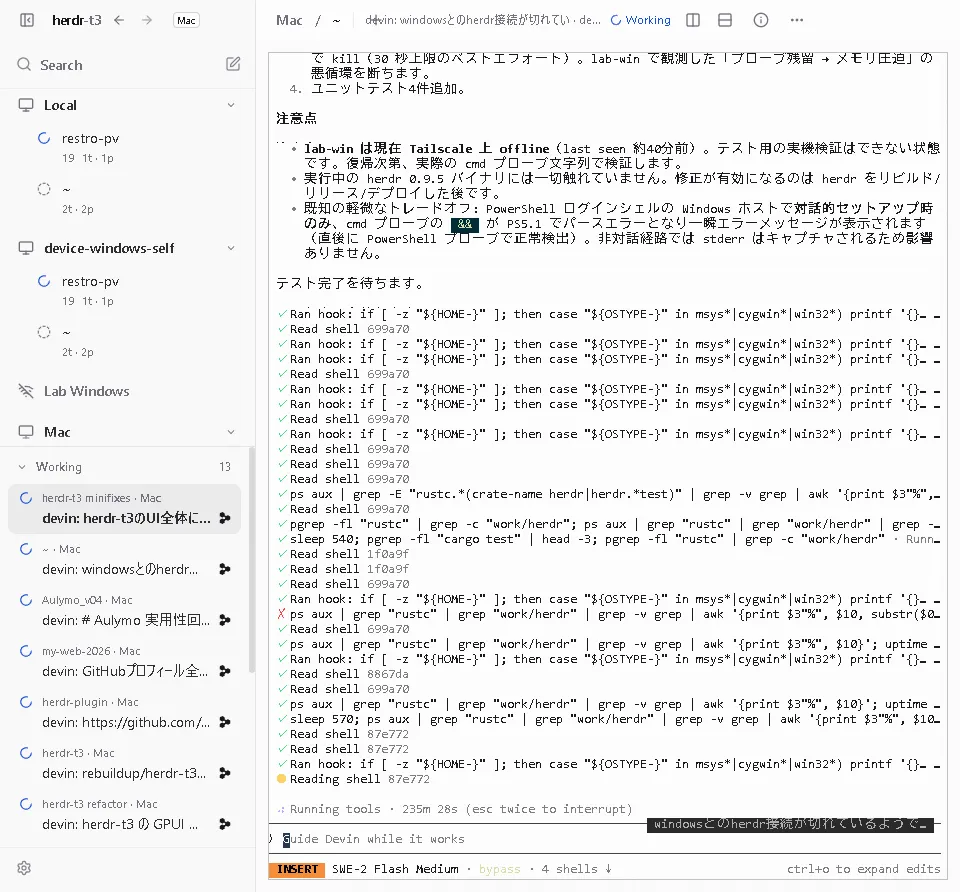 herdr-t3 ← → Mac
Search
Local
restro-pv
19 1t · 1p
~
2t · 2p
device-windows-self
restro-pv
19 1t · 1p
~
2t · 2p
Lab Windows
Mac
Working 13
herdr-t3 minifixes · Mac
devin: herdr-t3のUI全体に...
~ · Mac
devin: windowsとのherdr...
Aulymo_v04 · Mac
devin: # Aulymo 実用性回...
my-web-2026 · Mac
devin: GitHubプロフィール全...
herdr-plugin · Mac
devin: https://github.com/...
herdr-t3 · Mac
devin: rebuildup/herdr-t3...
herdr-t3 refactor · Mac
devin: herdr-t3 の GPUI ...
Mac / ~ devin: windowsとのherdr接続が切れてい · de... Working
で kill（30 秒上限のベストエフォート）。lab-win で観測した「プローブ残留 → メモリ圧迫」の
悪循環を断ちます。
4. ユニットテスト4件追加。
注意点
• lab-win は現在 Tailscale 上 offline（last seen 約40分前）。テスト用の実機検証はできない状態
です。復帰次第、実際の cmd プローブ文字列で検証します。
• 実行中の herdr 0.9.5 バイナリには一切触れていません。修正が有効になるのは herdr をリビルド/
リリース/デプロイした後です。
• 既知の軽微なトレードオフ: PowerShell ログインシェルの Windows ホストで対話的セットアップ時
のみ、cmd プローブの && が PS5.1 でパースエラーとなり一瞬エラーメッセージが表示されます
（直後に PowerShell プローブで正常検出）。非対話経路では stderr はキャプチャされるため影響
ありません。
テスト完了を待ちます。
✓Ran hook: if [ -z "${HOME-}" ]; then case "${OSTYPE-}" in msys*|cygwin*|win32*) printf '{}… …
✓Read shell 699a70
✓Ran hook: if [ -z "${HOME-}" ]; then case "${OSTYPE-}" in msys*|cygwin*|win32*) printf '{}… …
✓Ran hook: if [ -z "${HOME-}" ]; then case "${OSTYPE-}" in msys*|cygwin*|win32*) printf '{}… …
✓Read shell 699a70
✓Ran hook: if [ -z "${HOME-}" ]; then case "${OSTYPE-}" in msys*|cygwin*|win32*) printf '{}… …
✓Ran hook: if [ -z "${HOME-}" ]; then case "${OSTYPE-}" in msys*|cygwin*|win32*) printf '{}… …
✓Read shell 699a70
✓Ran hook: if [ -z "${HOME-}" ]; then case "${OSTYPE-}" in msys*|cygwin*|win32*) printf '{}… …
✓Read shell 699a70
✓Read shell 699a70
✓Read shell 699a70
✓ps aux | grep -E "rustc.*(crate-name herdr|herdr.*test)" | grep -v grep | awk '{print $3"%",…
✓Read shell 699a70
✓pgrep -fl "rustc" | grep -c "work/herdr"; ps aux | grep "rustc" | grep "work/herdr" | grep -…
✓sleep 540; pgrep -fl "cargo test" | head -3; pgrep -fl "rustc" | grep -c "work/herdr" · Runn…
✓Read shell 1f0a9f
✓Read shell 1f0a9f
✓Read shell 699a70
✓Ran hook: if [ -z "${HOME-}" ]; then case "${OSTYPE-}" in msys*|cygwin*|win32*) printf '{}… …
✗ps aux | grep "rustc" | grep "work/herdr" | grep -v grep | awk '{print $3"%", $10, substr($0…
✓Read shell 699a70
✓ps aux | grep "rustc" | grep "work/herdr" | grep -v grep | awk '{print $3"%", $10}'; uptime …
✓Ran hook: if [ -z "${HOME-}" ]; then case "${OSTYPE-}" in msys*|cygwin*|win32*) printf '{}… …
✓Read shell 8867da
✓Read shell 699a70
✓ps aux | grep "rustc" | grep "work/herdr" | grep -v grep | awk '{print $3"%", $10}'; uptime …
✓sleep 570; ps aux | grep "rustc" | grep "work/herdr" | grep -v grep | awk '{print $3"%", $10…
✓Read shell 87e772
✓Read shell 87e772
✓Ran hook: if [ -z "${HOME-}" ]; then case "${OSTYPE-}" in msys*|cygwin*|win32*) printf '{}… …
Reading shell 87e772
Running tools · 235m 28s (esc twice to interrupt)
windowsとのherdr接続が切れているようで…
Guide Devin while it works
INSERT SWE-2 Flash Medium · bypass · 4 shells ↓ ctrl+o to expand edits